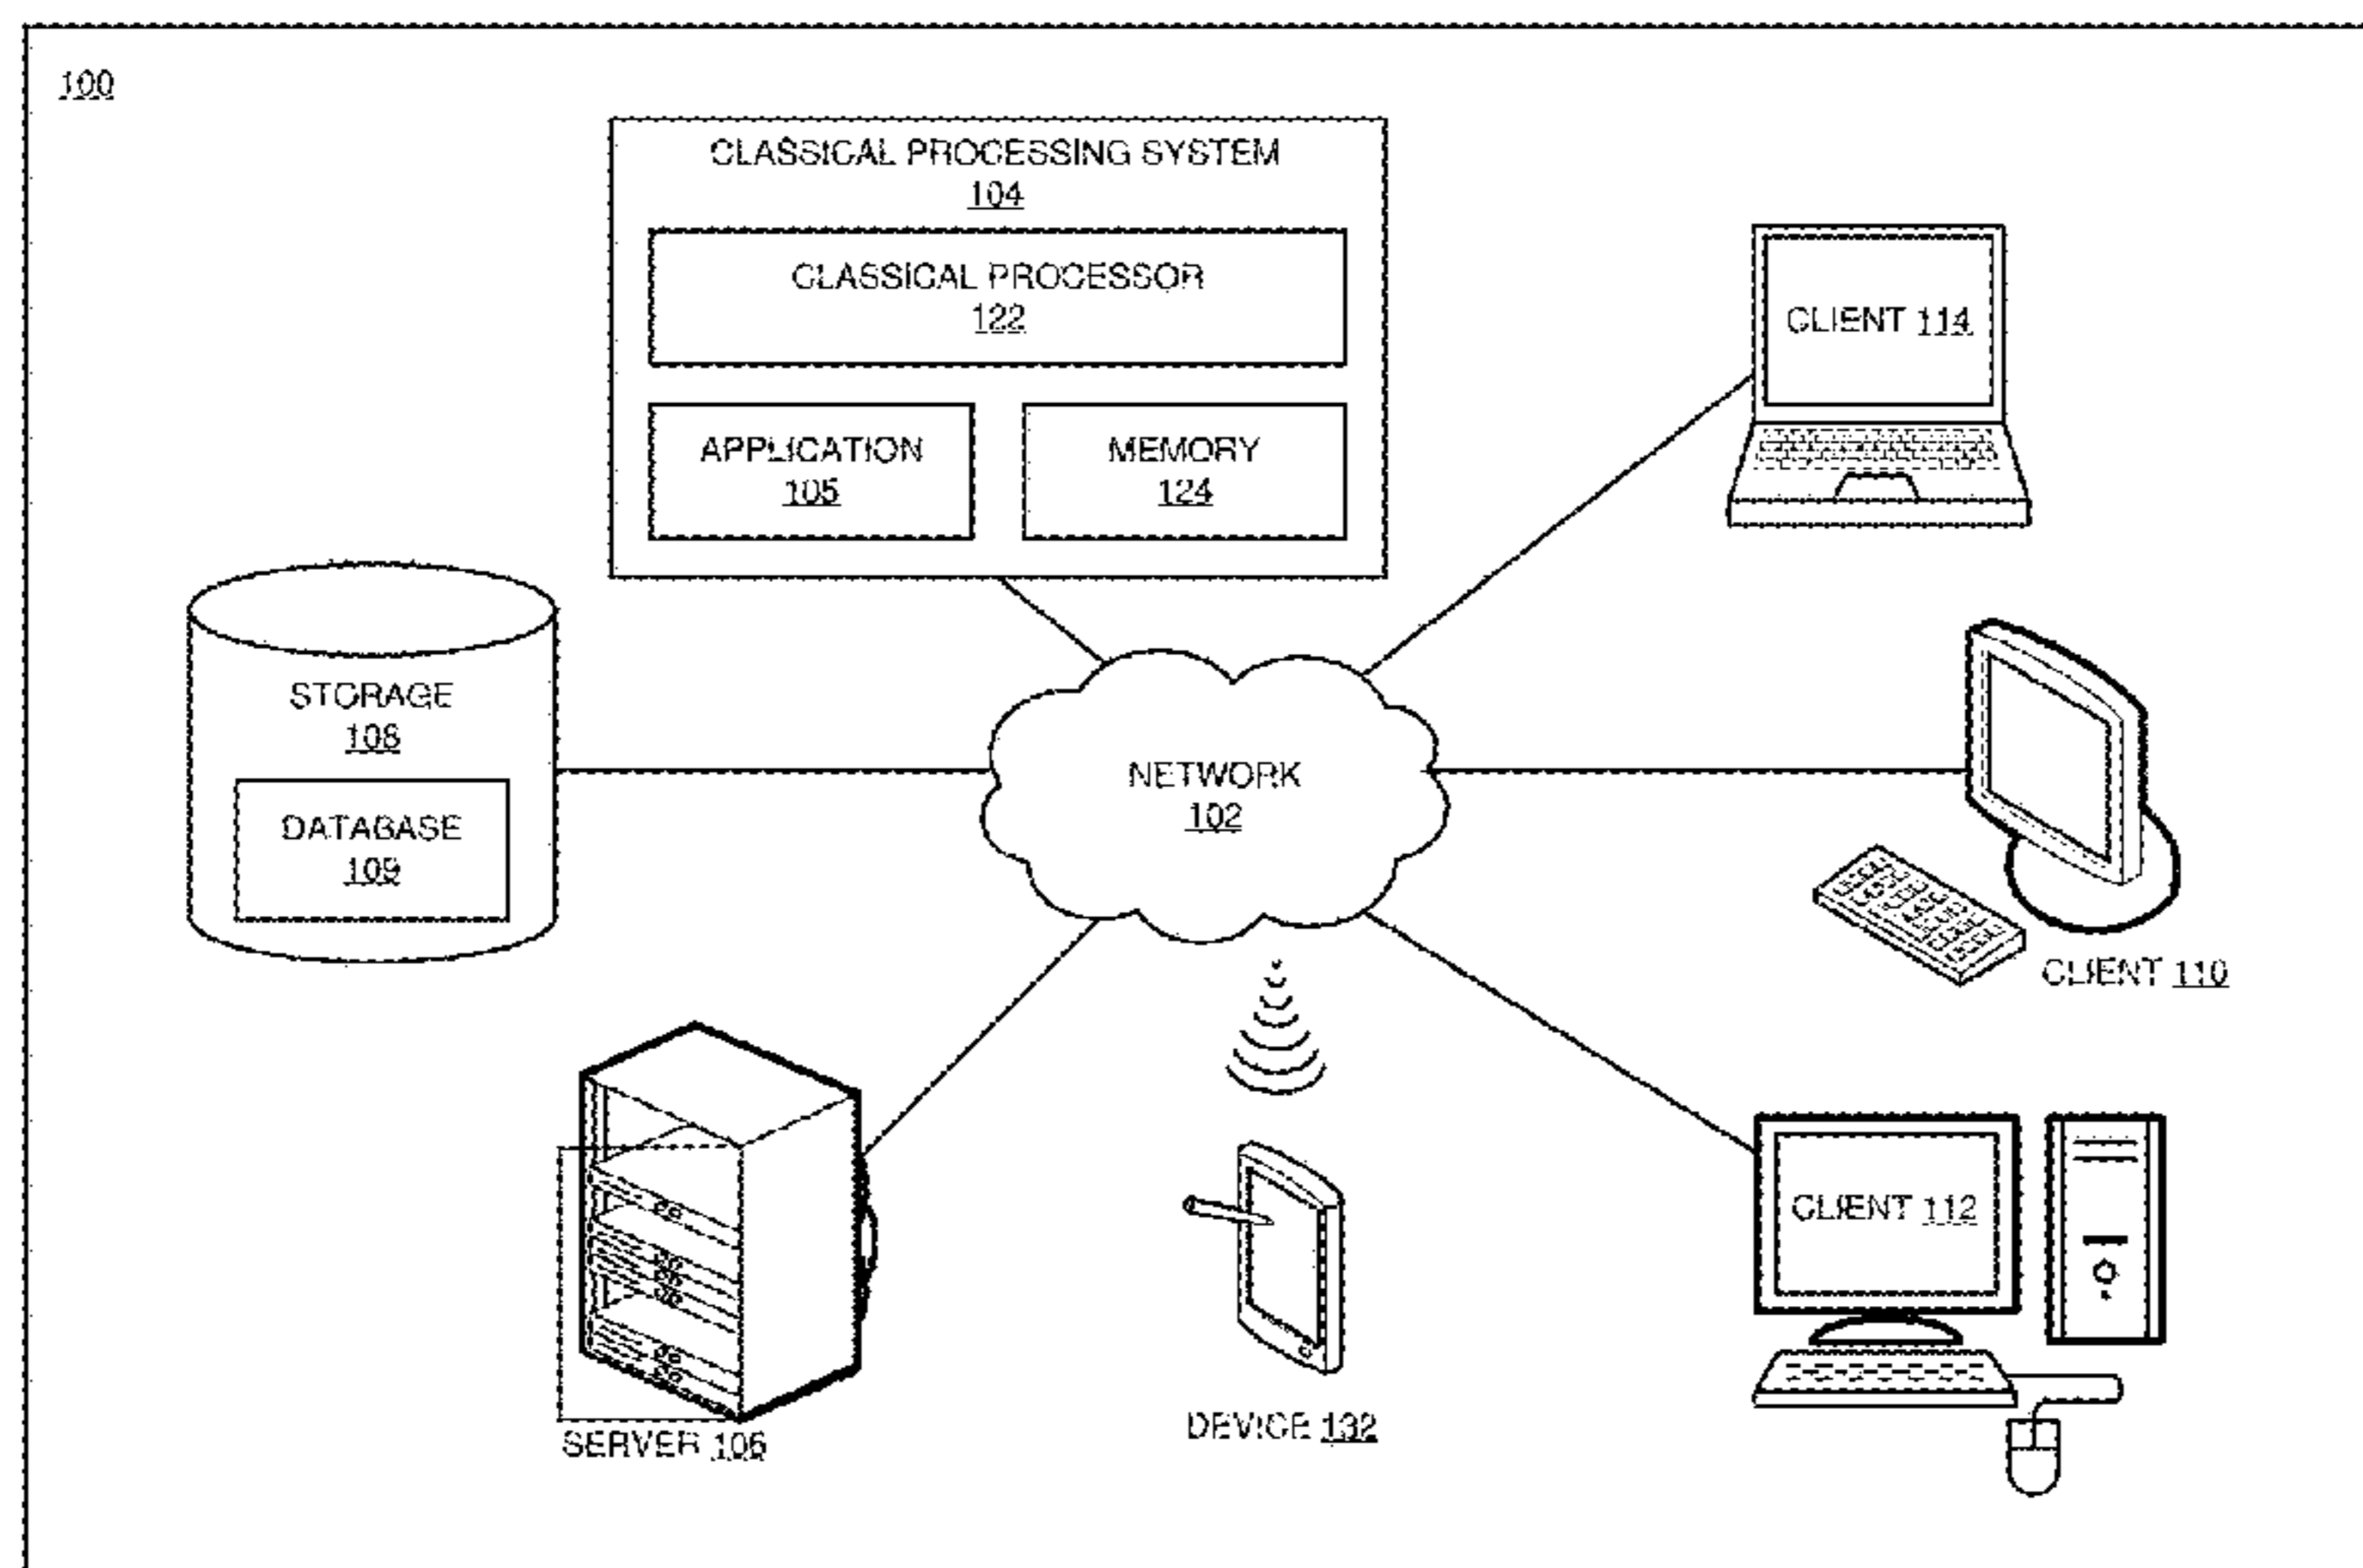 100
CLASSICAL PROCESSING SYSTEM
104
CLASSICAL PROCESSOR
122
APPLICATION
105
MEMORY
124
CLIENT 114
STORAGE
108
DATABASE
109
NETWORK
102
CLIENT 110
SERVER 106
DEVICE 132
CLIENT 112